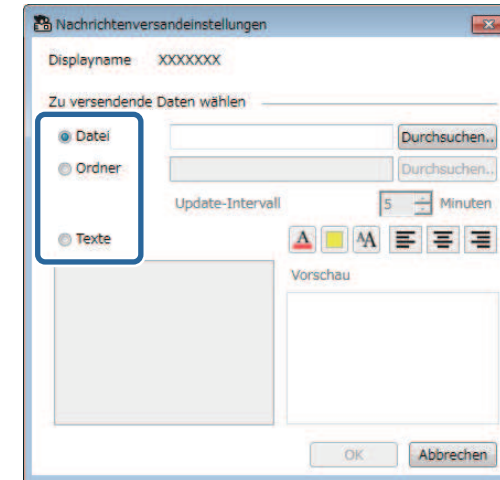 Nachrichtenversandeinstellungen
Displayname XXXXXXX
Zu versendende Daten wählen
Datei Durchsuchen..
Ordner Durchsuchen..
Update-Intervall 5 Minuten
Texte A AA
Vorschau
OK Abbrechen